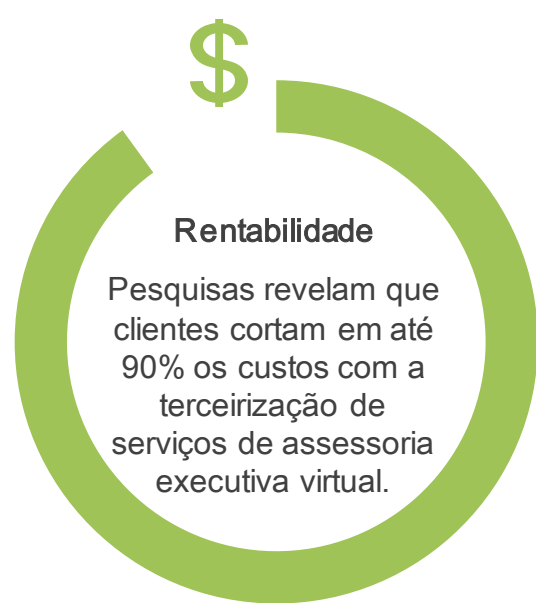 $
Rentabilidade
Pesquisas revelam que
clientes cortam em até
90% os custos com a
terceirização de
serviços de assessoria
executiva virtual.